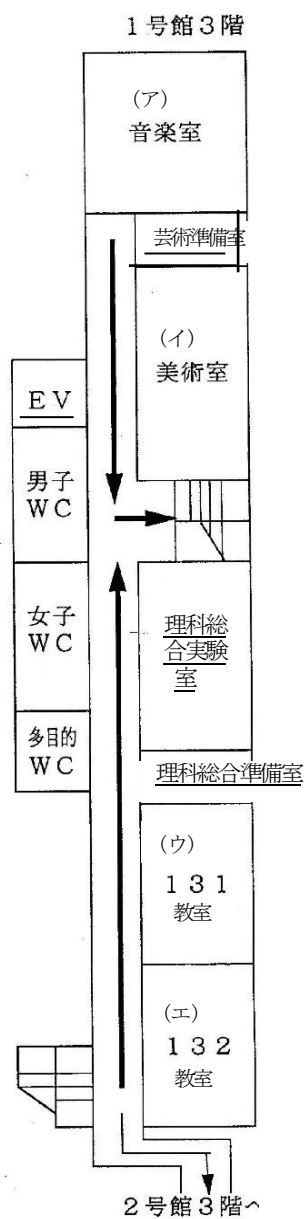 1号館3階
（ア）
音楽室
芸術準備室
（イ）
美術室
ＥＶ
男子
ＷＣ
女子
ＷＣ
理科総
合実験
室
多目的
ＷＣ
理科総合準備室
（ウ）
１３１
教室
（エ）
１３２
教室
2号館3階へ